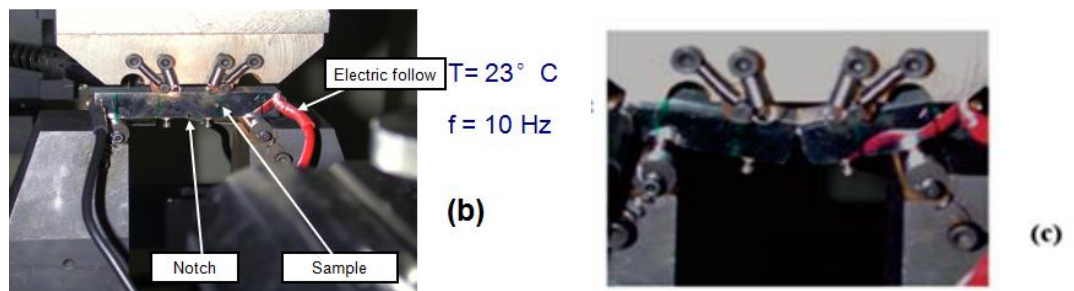 Electric follow
T= 23° C
f = 10 Hz
(b)
Notch
Sample
(c)